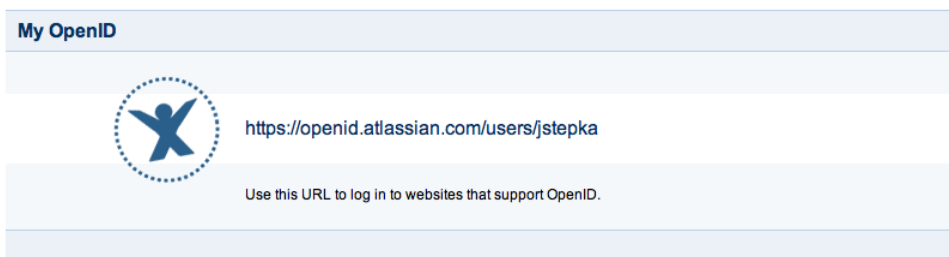 My OpenID
https://openid.atlassian.com/users/jstepka
Use this URL to log in to websites that support OpenID.